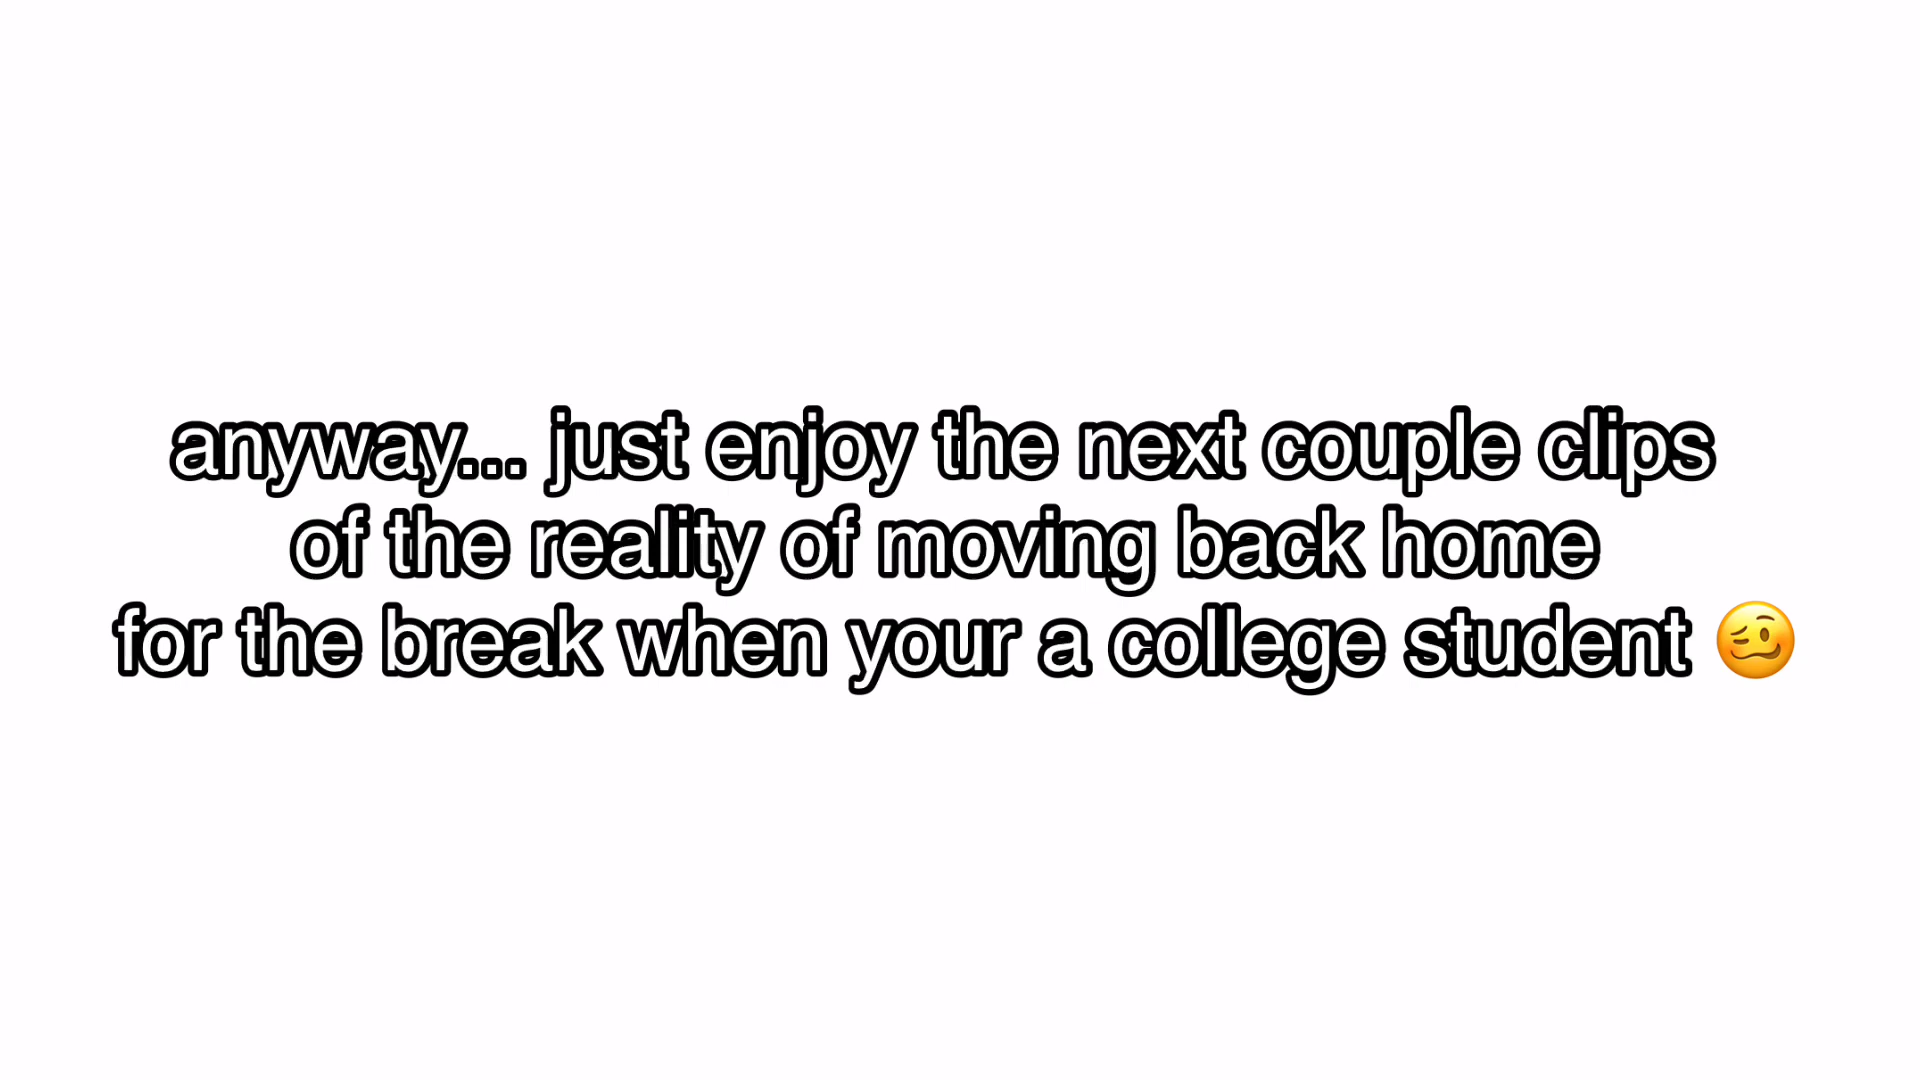 anyway... just enjoy the next couple clips
of the reality of moving back home
for the break when your a college student 🥴